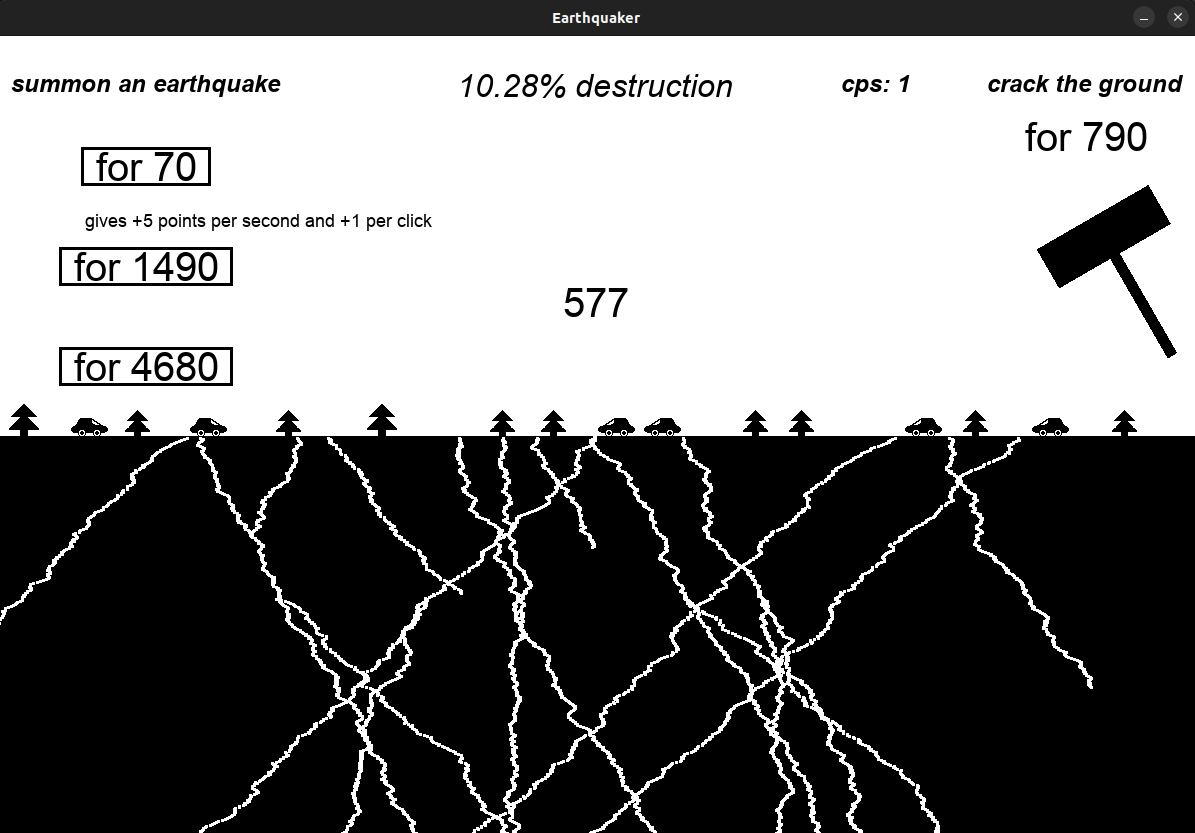 Earthquaker
summon an earthquake
10.28% destruction
cps: 1
crack the ground
for 790
for 70
gives +5 points per second and +1 per click
for 1490
577
for 4680